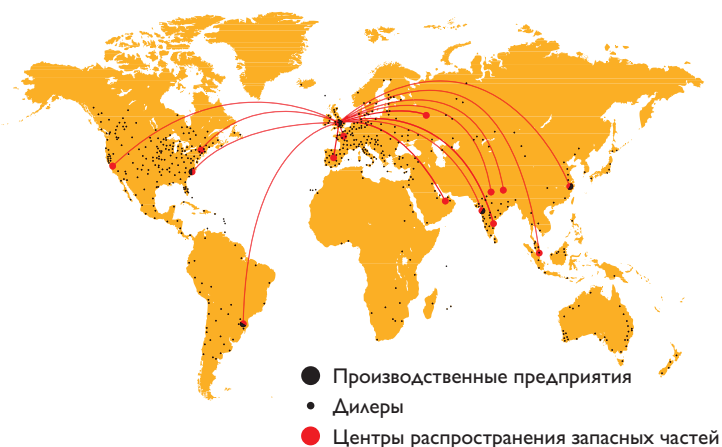 Производственные предприятия
Дилеры
Центры распространения запасных частей